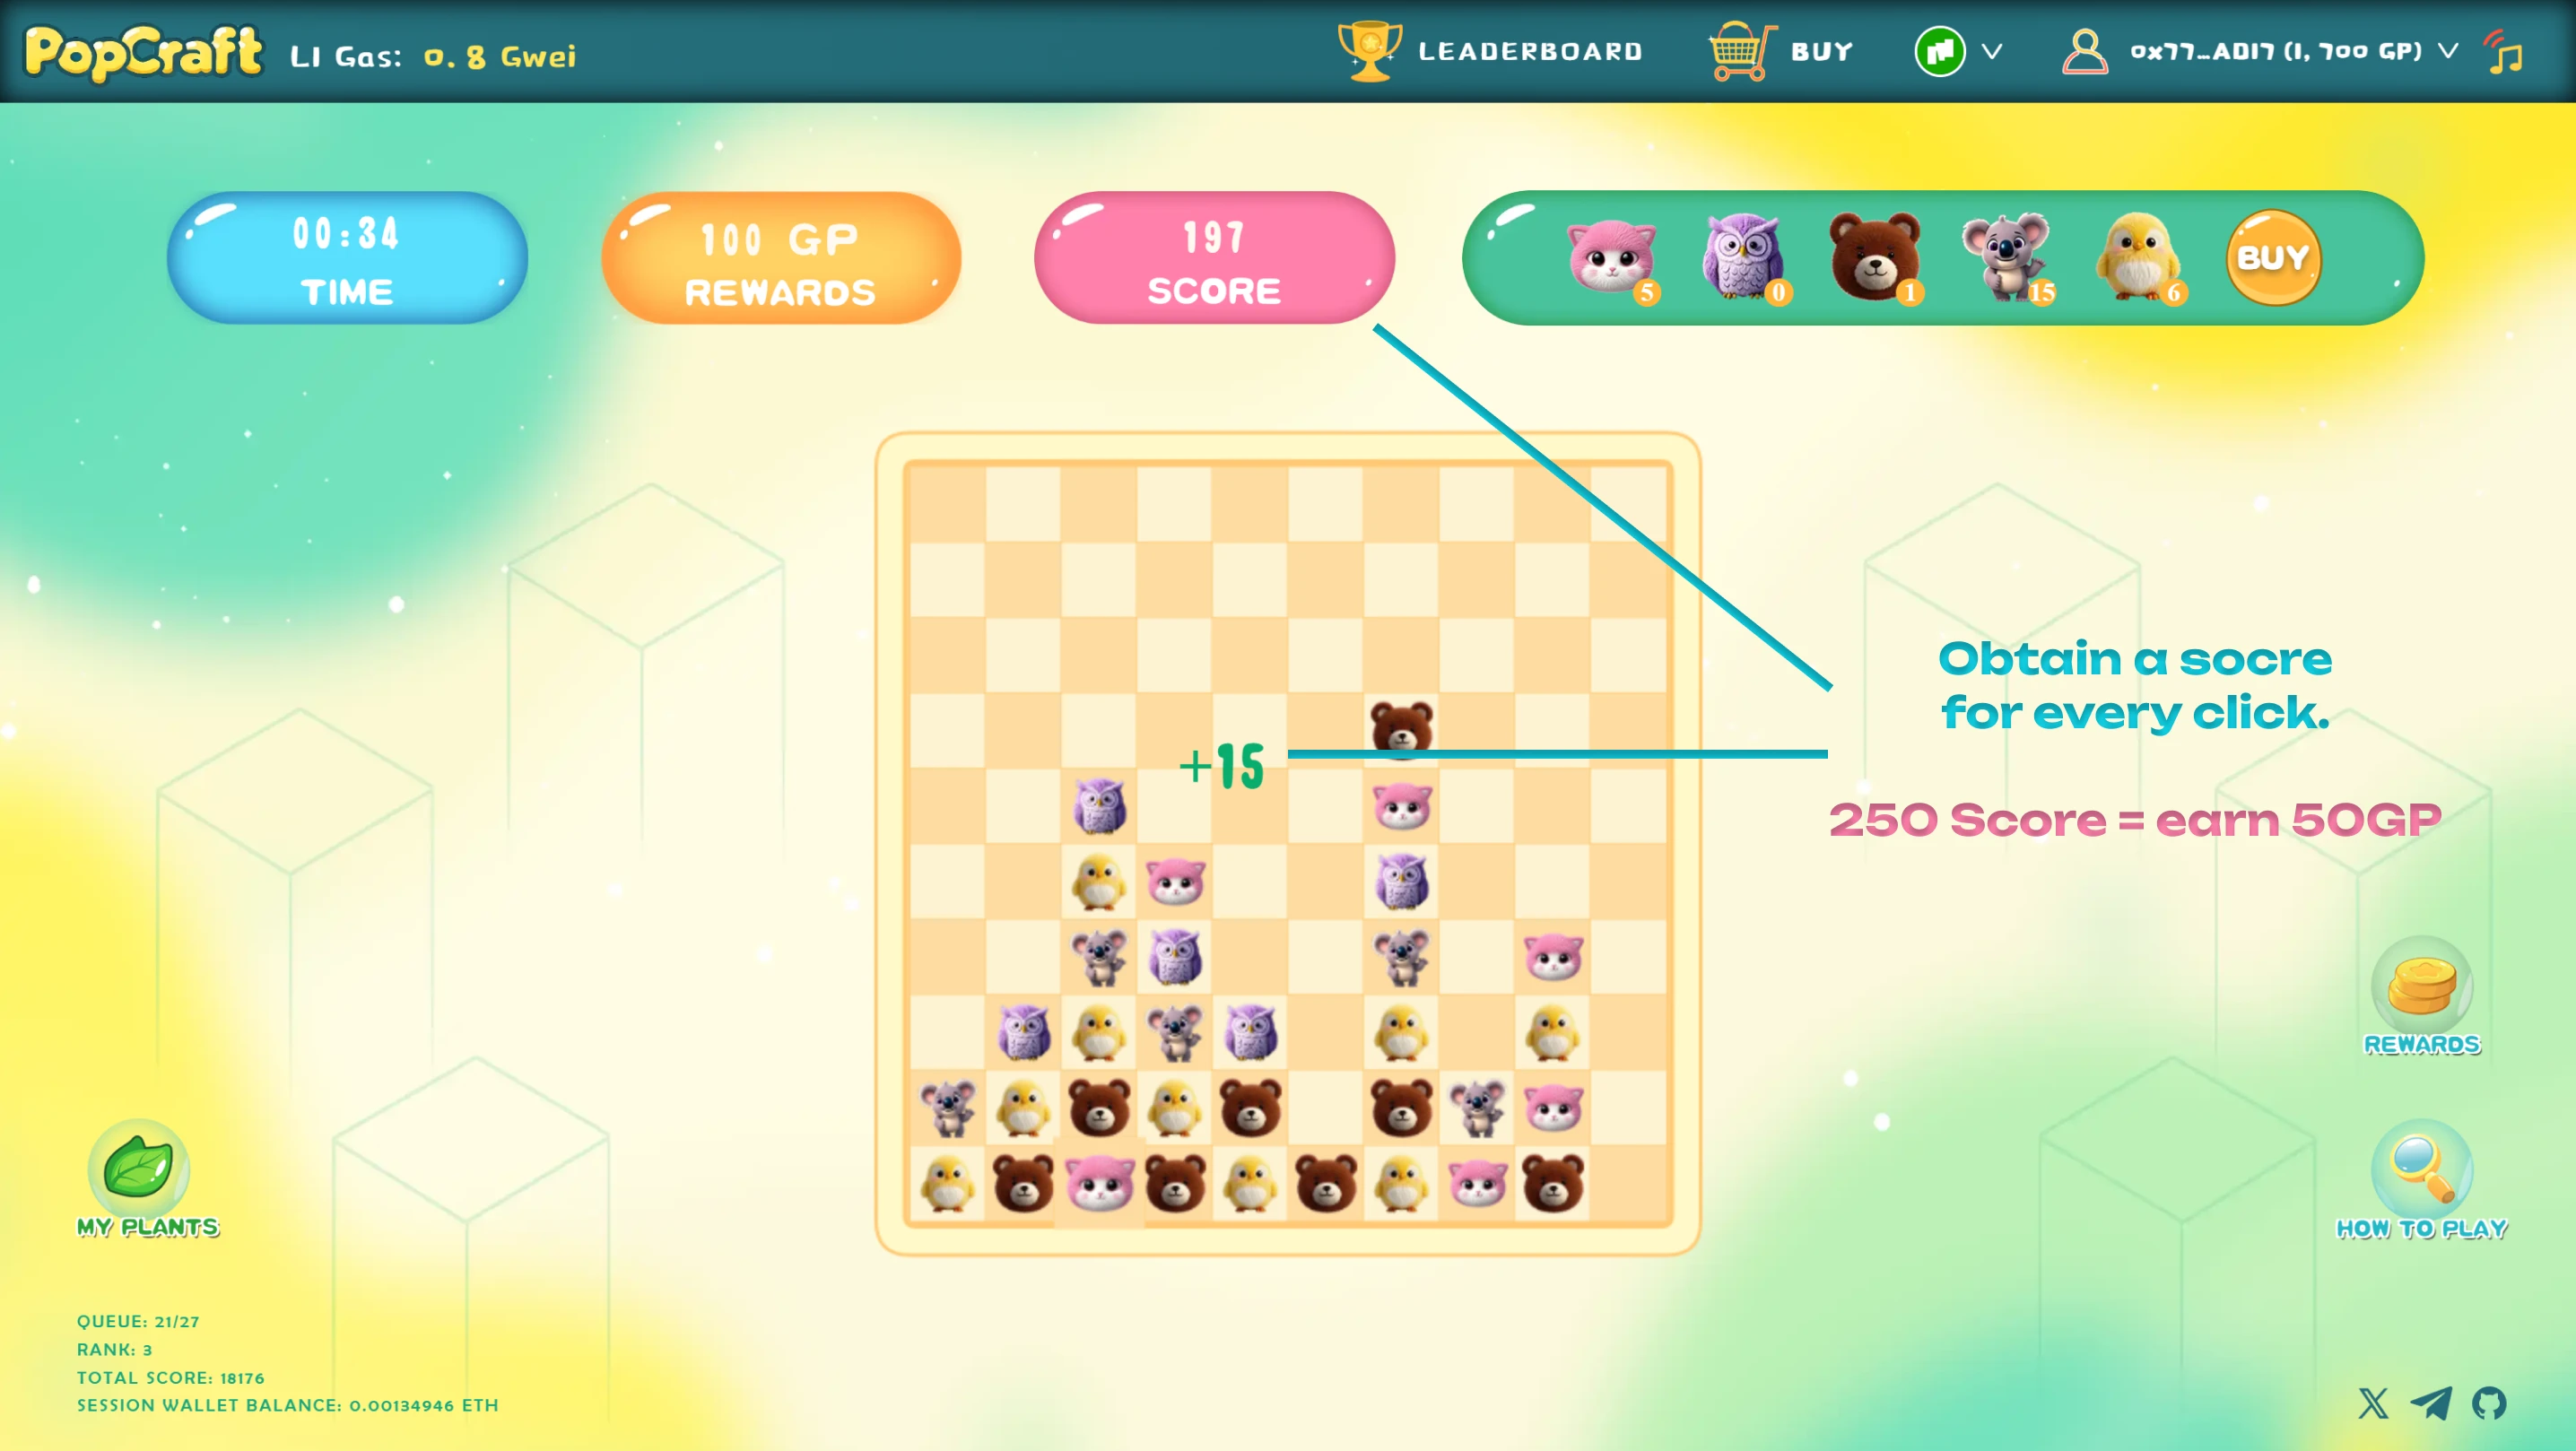 PopCraft
L1 Gas: 0.8 Gwei
LEADERBOARD
BUY
0x77...AD17 (1, 700 GP)
00:34
TIME
100 GP
REWARDS
197
SCORE
5
0
1
15
6
BUY
+15
Obtain a socre
for every click.
250 Score = earn 50GP
REWARDS
MY PLANTS
HOW TO PLAY
QUEUE: 21/27
RANK: 3
TOTAL SCORE: 18176
SESSION WALLET BALANCE: 0.00134946 ETH